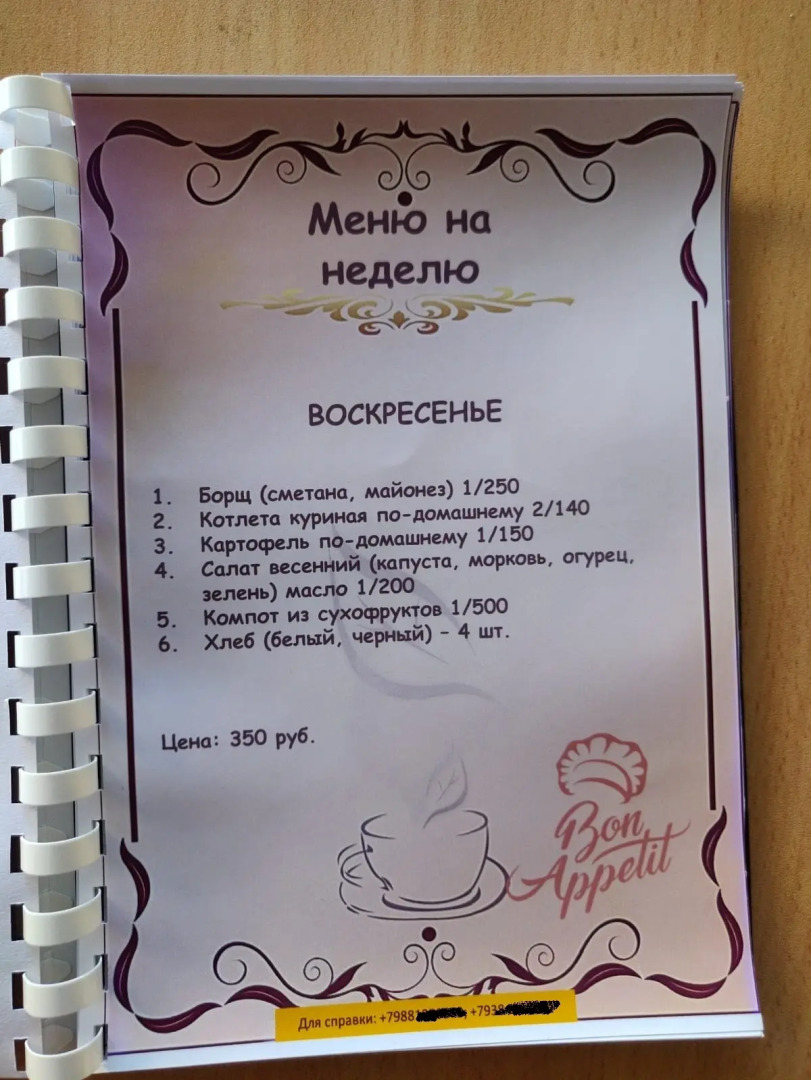 Меню на
неделю
ВОСКРЕСЕНЬЕ
1. Борщ (сметана, майонез) 1/250
2. Котлета куриная по-домашнему 2/140
3. Картофель по-домашнему 1/150
4. Салат весенний (капуста, морковь, огурец,
зелень) масло 1/200
5. Компот из сухофруктов 1/500
6. Хлеб (белый, черный) - 4 шт.
Цена: 350 руб.
Bon
Appetit
Для справки: +7988 +793